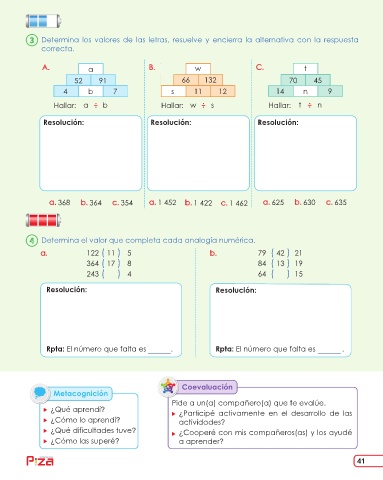 3 Determina los valores de las letras, resuelve y encierra la alternativa con la respuesta
correcta.
A. a
52 91
4 b 7
Hallar: a ÷ b
B. w
66 132
s 11 12
Hallar: w ÷ s
C. t
70 45
14 n 9
Hallar: t ÷ n
Resolución: Resolución: Resolución:
a. 368 b. 364 c. 354 a. 1 452 b. 1 422 c. 1 462 a. 625 b. 630 c. 635
4 Determina el valor que completa cada analogía numérica.
a. 122 ( 11 ) 5
364 ( 17 ) 8
243 ( ) 4
b. 79 ( 42 ) 21
84 ( 13 ) 19
64 ( ) 15
Resolución: Resolución:
Rpta: El número que falta es ______. Rpta: El número que falta es ______.
Metacognición
¿Qué aprendí?
¿Cómo lo aprendí?
¿Qué dificultades tuve?
¿Cómo las superé?
Coevaluación
Pide a un(a) compañero(a) que te evalúe.
¿Participé activamente en el desarrollo de las
actividades?
¿Cooperé con mis compañeros(as) y los ayudé
a aprender?
Piza
41